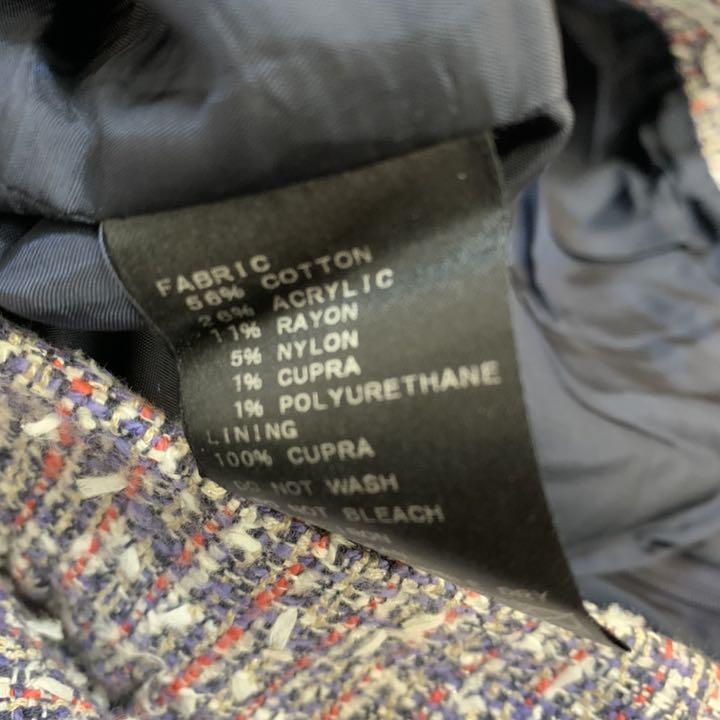 FABRIC
56% COTTON
26% ACRYLIC
11% RAYON
5% NYLON
1% CUPRA
1% POLYURETHANE
LINING
100% CUPRA
DO NOT WASH
NOT BLEACH